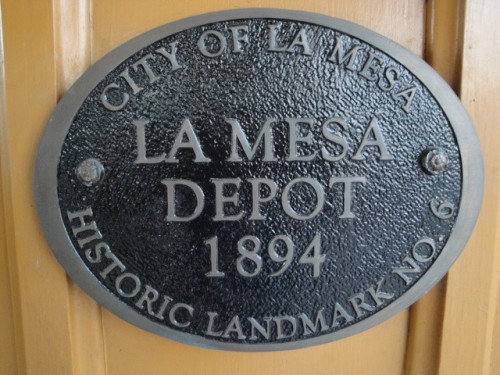 CITY OF LA MESA
LA MESA
DEPOT
1894
HISTORIC LANDMARK NO. 6